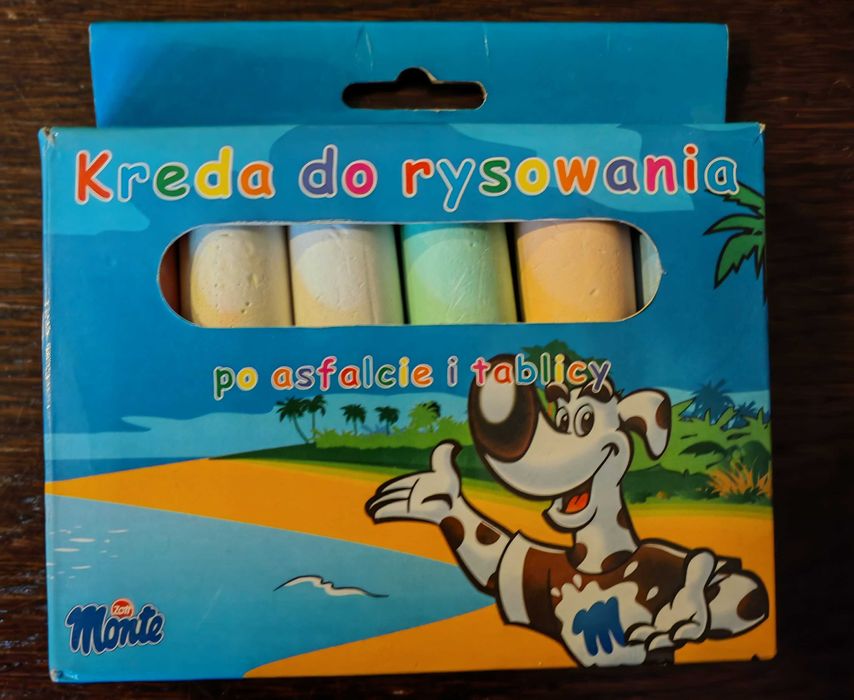 Kreda do rysowania
po asfalcie i tablicy
Zott
Monte
M